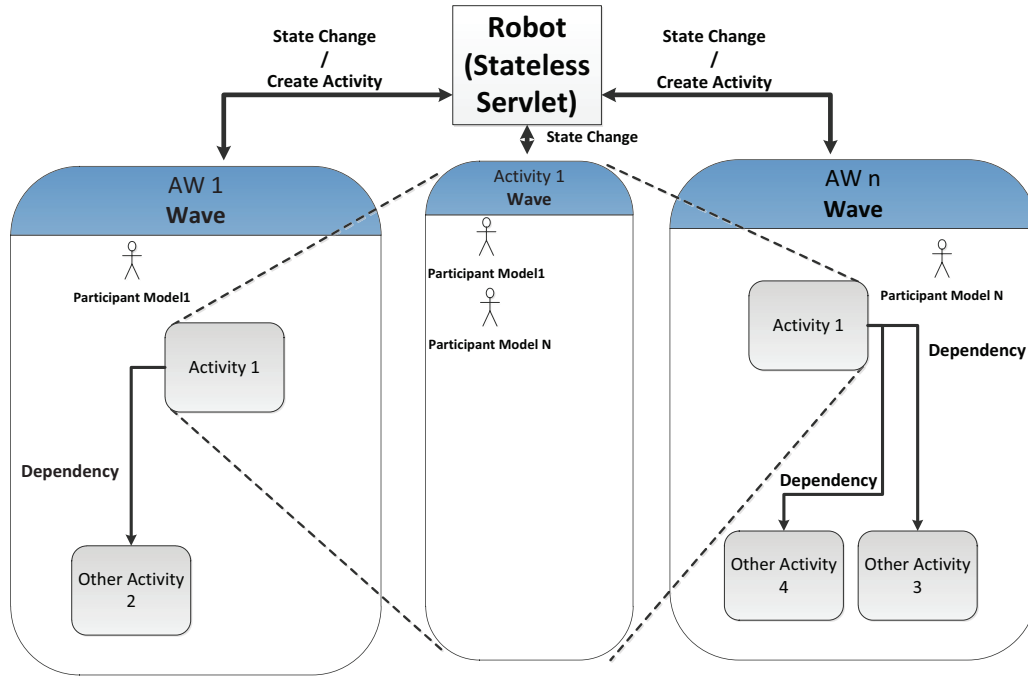 State Change
/
Create Activity
Robot
(Stateless
Servlet)
State Change
/
Create Activity
State Change
AW 1
Wave
Participant Model1
Activity 1
Dependency
Other Activity
2
Activity 1
Wave
Participant Model1
Participant Model N
AW n
Wave
Participant Model N
Activity 1
Dependency
Dependency
Other Activity
4
Other Activity
3